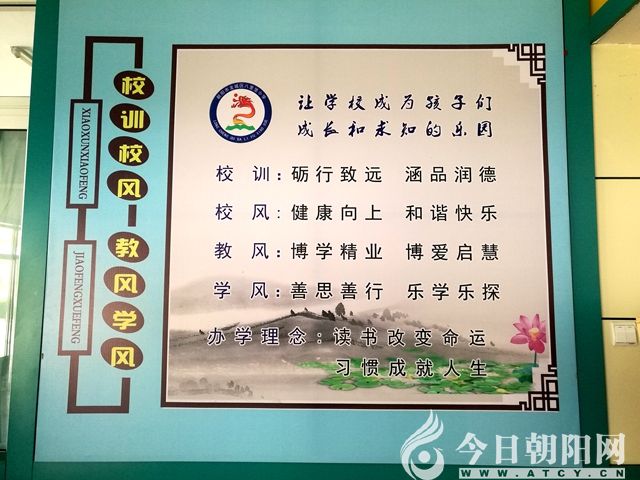 校训校风
教风学风
XIAOXUNXIAOFENG
JIAOFENGXUEFENG
让学校成为孩子们
成长和求知的乐园
校训:砺行致远 涵品润德
校风:健康向上 和谐快乐
教风:博学精业 博爱启慧
学风:善思善行 乐学乐探
办学理念:读书改变命运
习惯成就人生
今日朝阳网
WWW.ATCY.CN